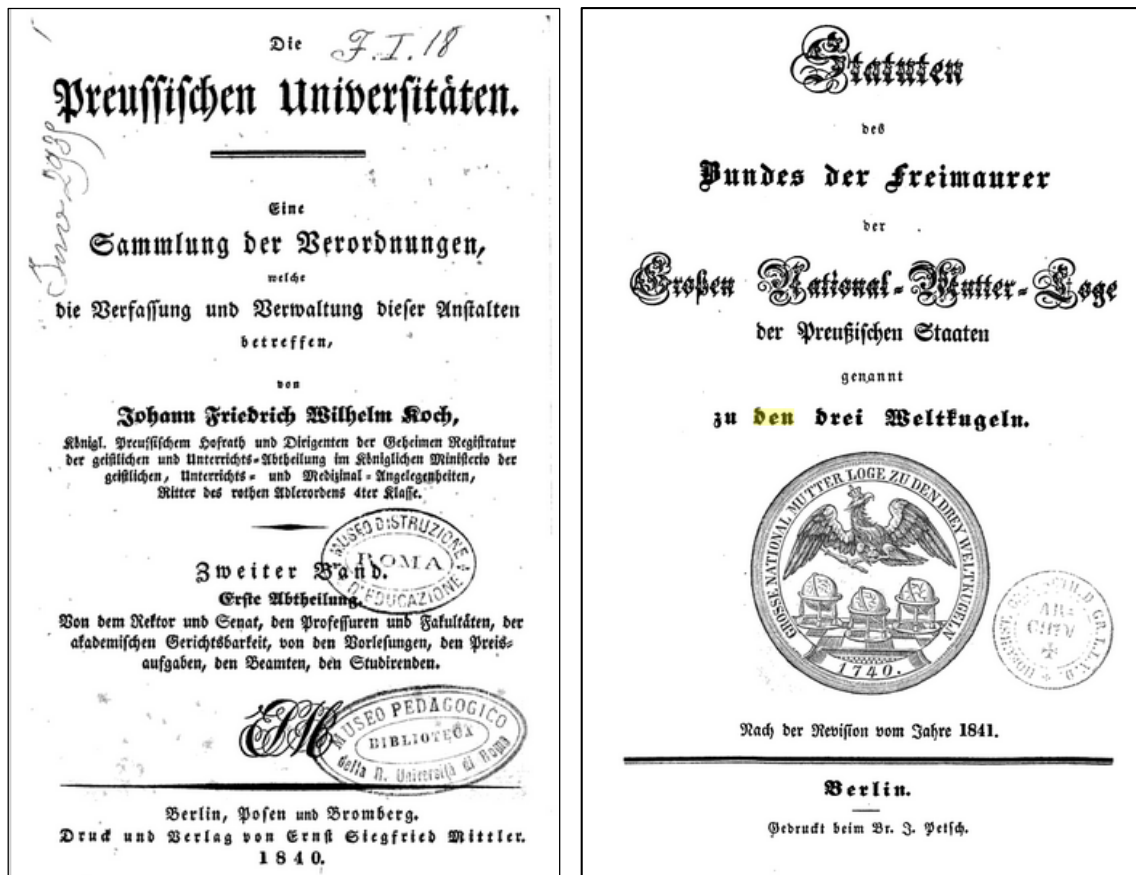 Die
F. I. 18
Preussischen Universitäten.
Eine
Sammlung der Verordnungen,
welche
die Verfassung und Verwaltung dieser Anstalten
betreffen,
von
Johann Friedrich Wilhelm Koch,
Königl. Preussischem Hofrath und Dirigenten der Geheimen Registratur
der geistlichen und Unterrichts-Abtheilung im Königlichen Ministerio der
geistlichen, Unterrichts- und Medizinal-Angelegenheiten,
Ritter des rothen Adlerordens 4ter Klasse.
MUSEO D'ISTRUZIONE
ROMA
D'EDUCAZIONE
Zweiter Band.
Erste Abtheilung.
Von dem Rektor und Senat, den Professuren und Fakultäten, der
akademischen Gerichtsbarkeit, von den Vorlesungen, den Preis-
aufgaben, den Beamten, den Studirenden.
MUSEO PEDAGOGICO
BIBLIOTECA
della R. Università di Roma
Berlin, Posen und Bromberg.
Druck und Verlag von Ernst Siegfried Mittler.
1840.
Statuten
des
Bundes der Freimaurer
der
Großen National-Mutter-Loge
der Preußischen Staaten
genannt
zu den drei Weltkugeln.
GROSSE NATIONAL MUTTER LOGE ZU DEN DREY WELTKUGELN
1740.
ARCHIV
Nach der Revision vom Jahre 1841.
Berlin.
Gedruckt beim Br. J. Petsch.